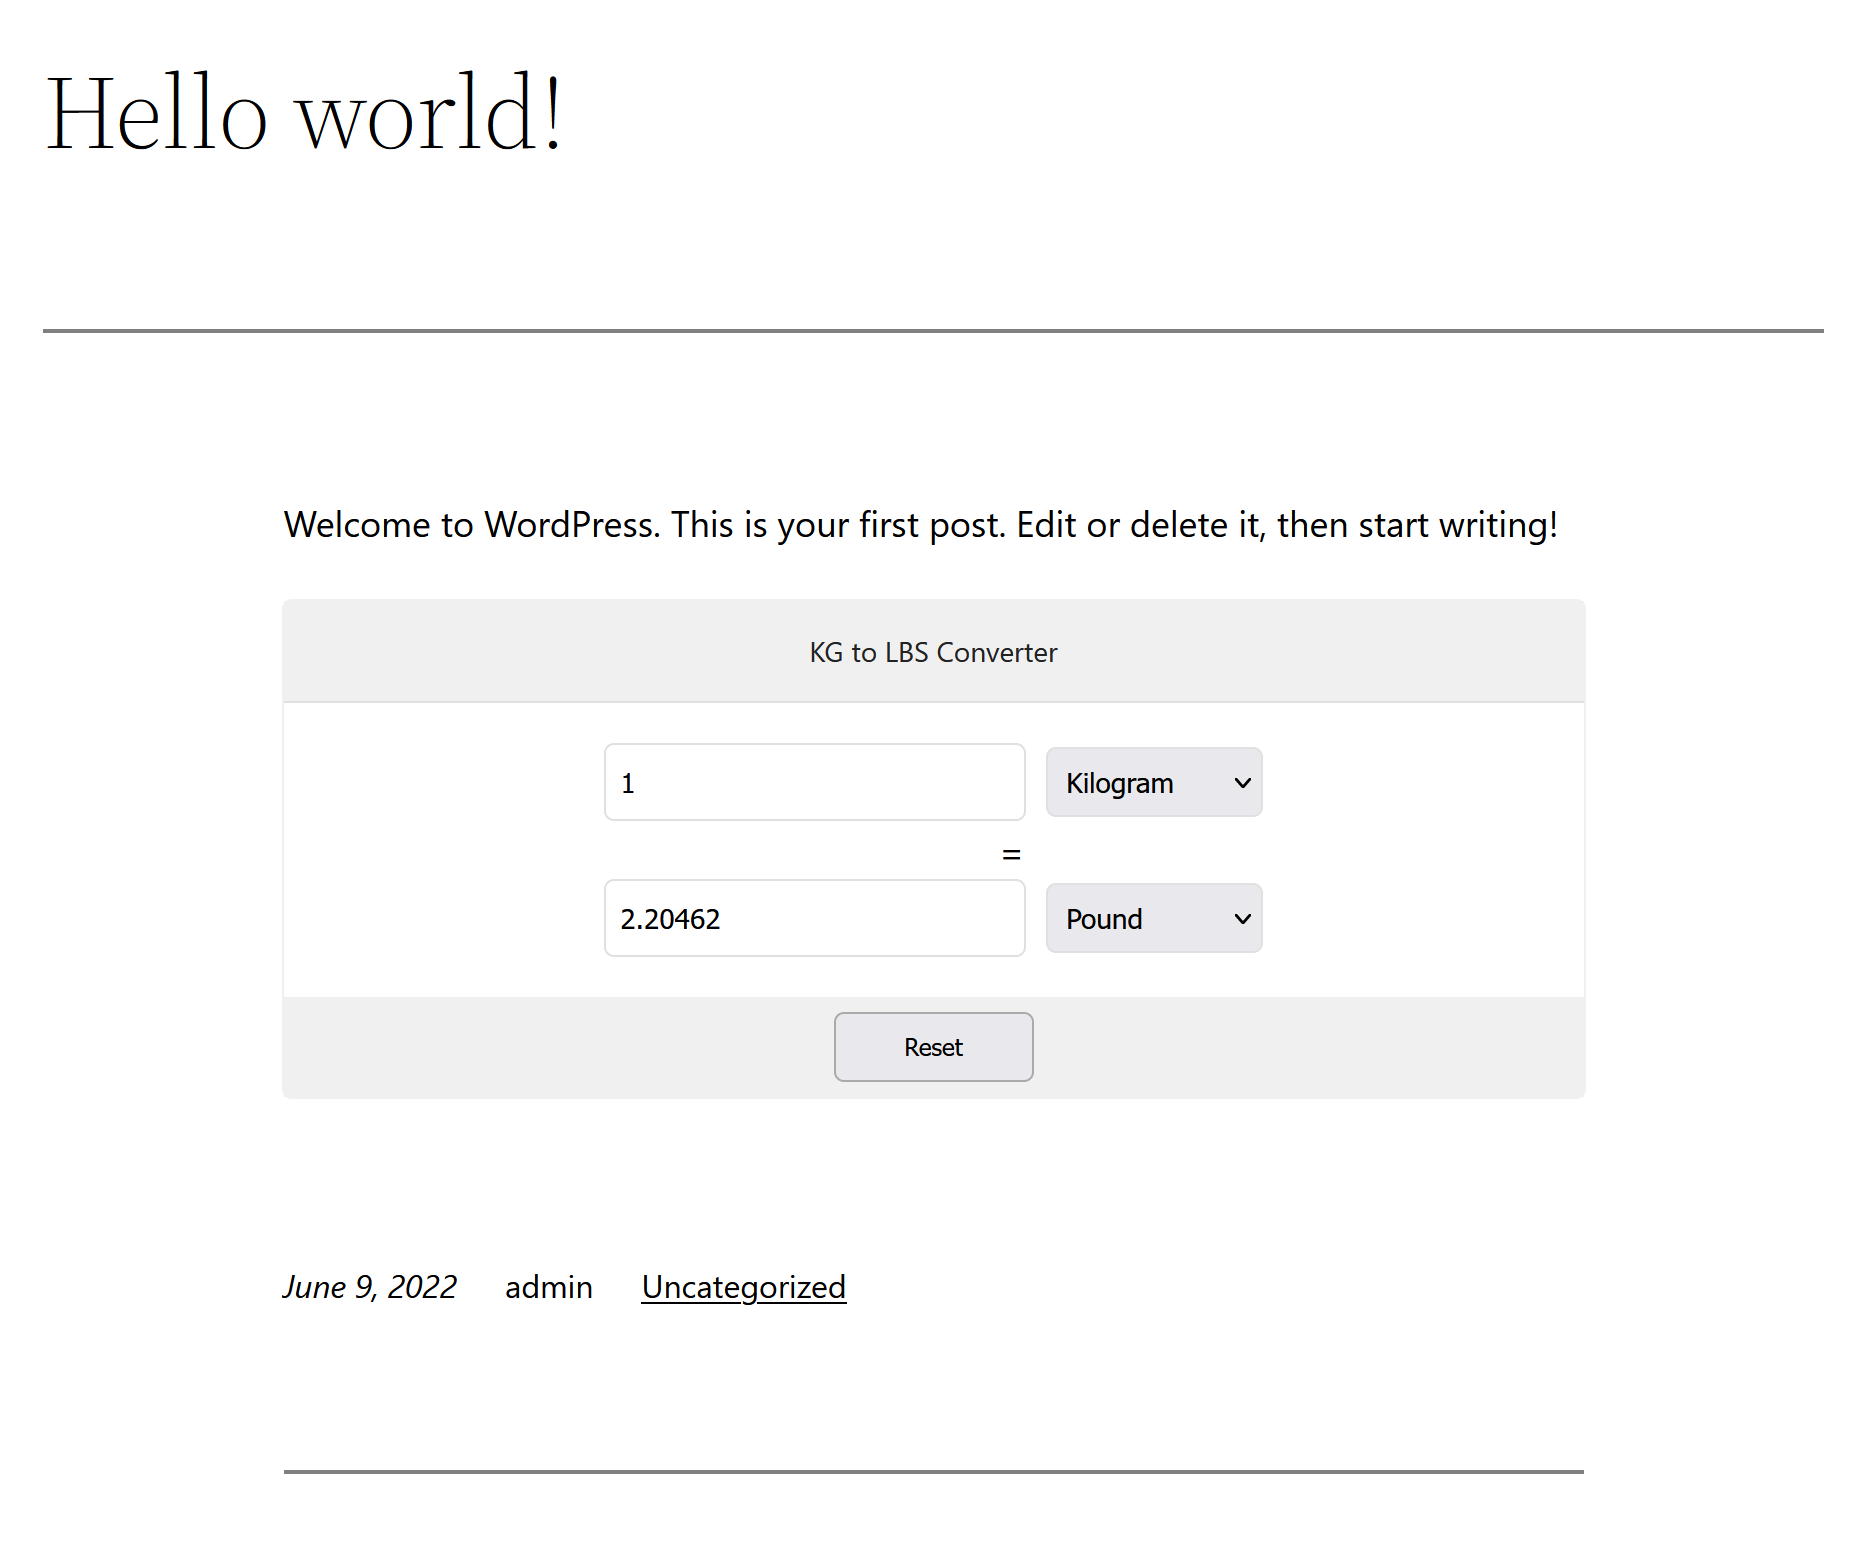 Hello world!
Welcome to WordPress. This is your first post. Edit or delete it, then start writing!
KG to LBS Converter
1 Kilogram
=
2.20462 Pound
Reset
June 9, 2022 admin Uncategorized